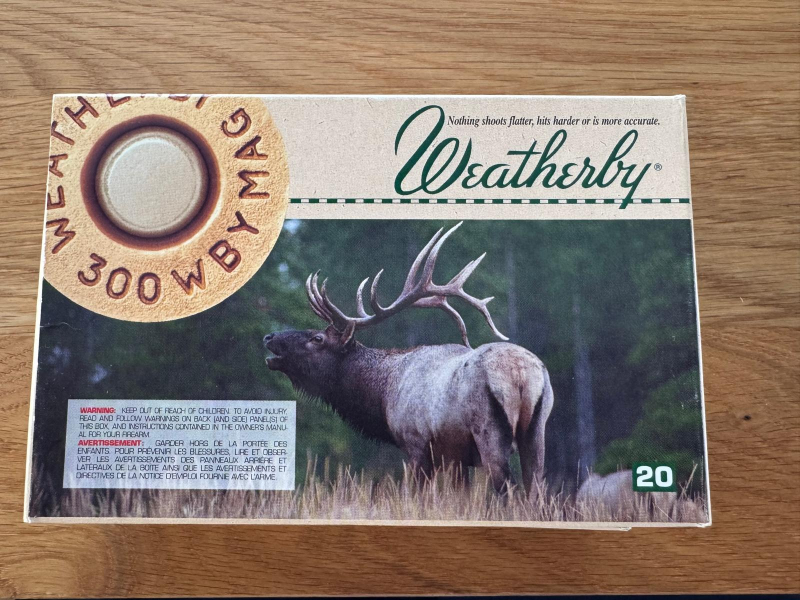 Nothing shoots flatter, hits harder or is more accurate.
Weatherby®
WEATHERBY
300 WBY MAG
WARNING: KEEP OUT OF REACH OF CHILDREN. TO AVOID INJURY
READ AND FOLLOW WARNINGS ON BACK (AND SIDE) PANEL(S) OF
THIS BOX, AND INSTRUCTIONS CONTAINED IN THE OWNER'S MANU-
AL FOR YOUR FIREARM
AVERTISSEMENT: GARDER HORS DE LA PORTÉE DES
ENFANTS. POUR PRÉVENIR LES BLESSURES, LIRE ET OBSER-
VER LES AVERTISSEMENTS DES PANNEAUX ARRIÈRE ET
LATÉRAUX DE LA BOÎTE AINSI QUE LES AVERTISSEMENTS ET
DIRECTIVES DE LA NOTICE D'EMPLOI FOURNIE AVEC L'ARME.
20